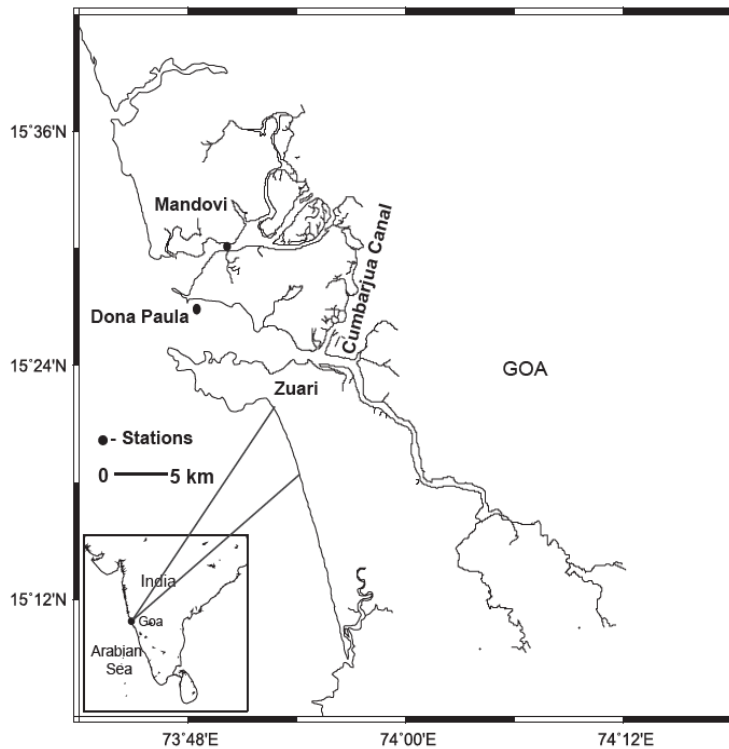 15°36'N
Mandovi
Cumbarjua Canal
Dona Paula
15°24'N
GOA
Zuari
●- Stations
0 5 km
India
15°12'N
Goa
Arabian
Sea
73°48'E
74°00'E
74°12'E